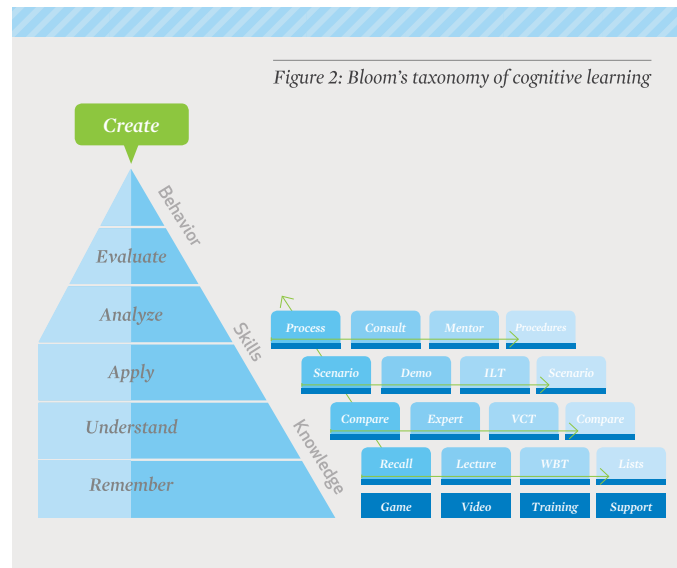 Figure 2: Bloom's taxonomy of cognitive learning
Create
Behavior
Evaluate
Analyze
Skills
Apply
Understand
Knowledge
Remember
Process Consult Mentor Procedures
Scenario Demo ILT Scenario
Compare Expert VCT Compare
Recall Lecture WBT Lists
Game Video Training Support